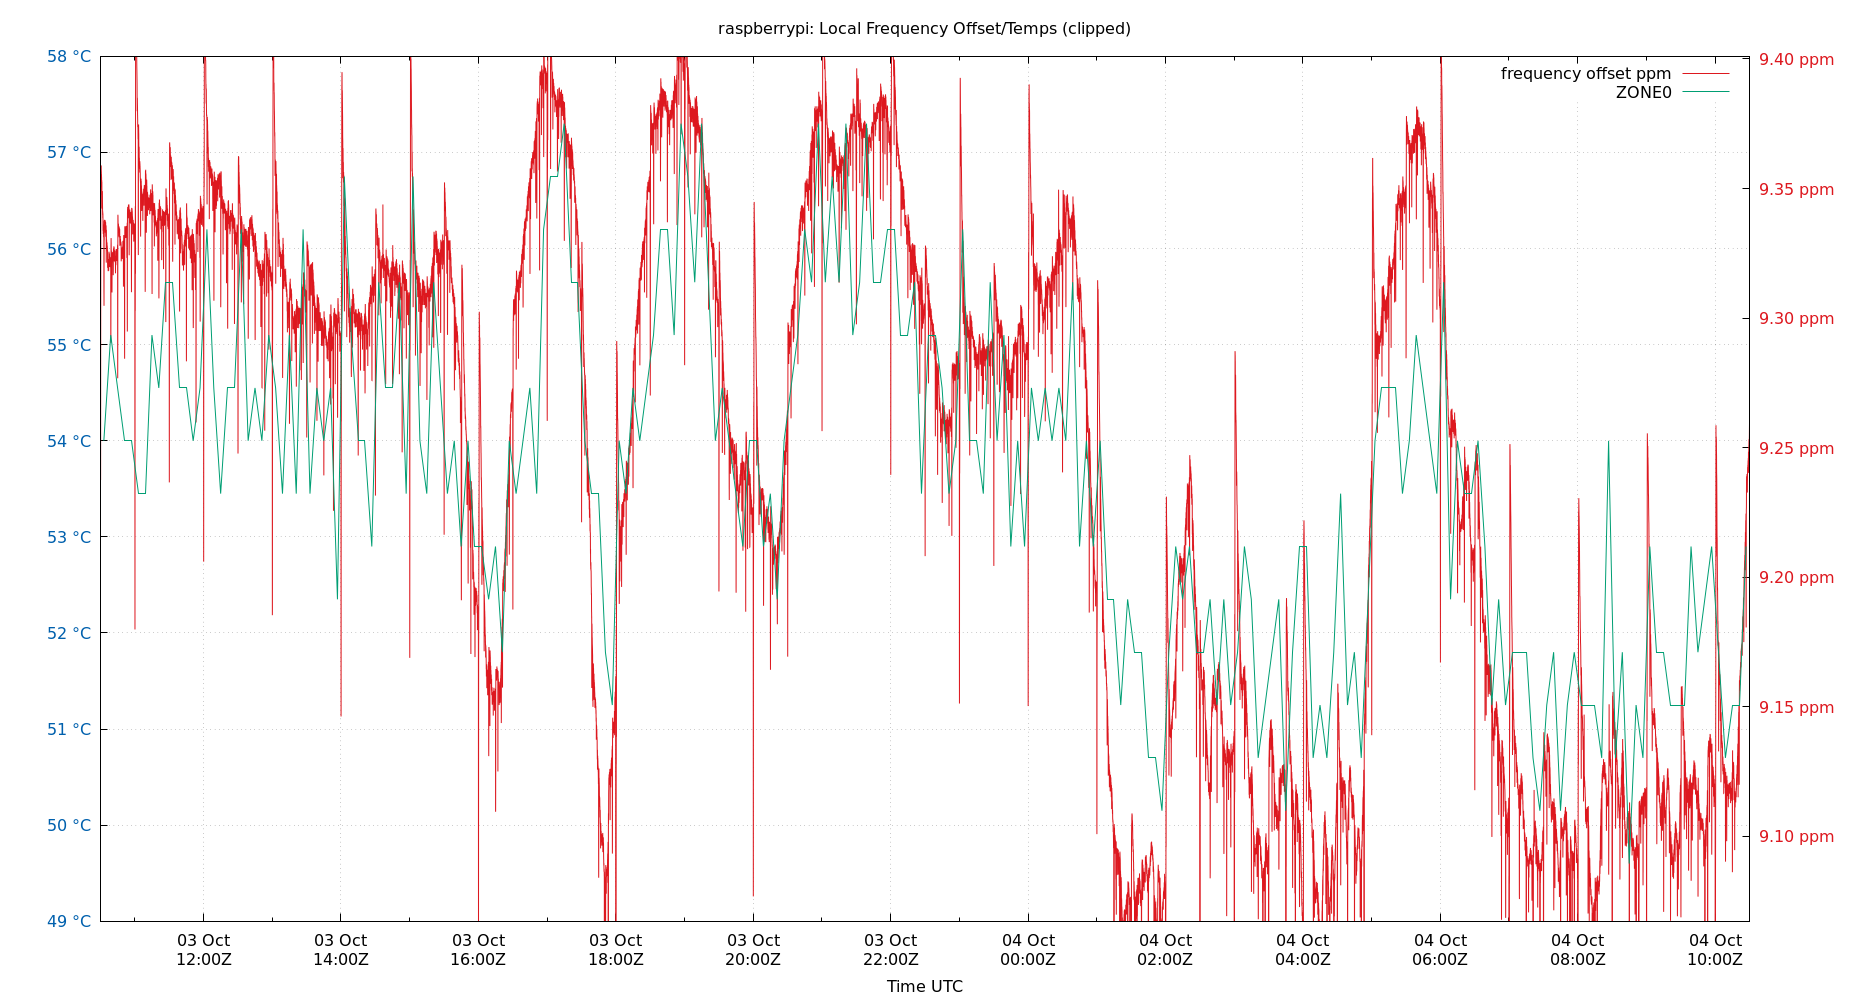 raspberrypi: Local Frequency Offset/Temps (clipped)
58 °C
57 °C
56 °C
55 °C
54 °C
53 °C
52 °C
51 °C
50 °C
49 °C
9.40 ppm
9.35 ppm
9.30 ppm
9.25 ppm
9.20 ppm
9.15 ppm
9.10 ppm
frequency offset ppm
ZONE0
03 Oct 03 Oct 03 Oct 03 Oct 03 Oct 03 Oct 04 Oct 04 Oct 04 Oct 04 Oct 04 Oct 04 Oct
12:00Z 14:00Z 16:00Z 18:00Z 20:00Z 22:00Z 00:00Z 02:00Z 04:00Z 06:00Z 08:00Z 10:00Z
Time UTC